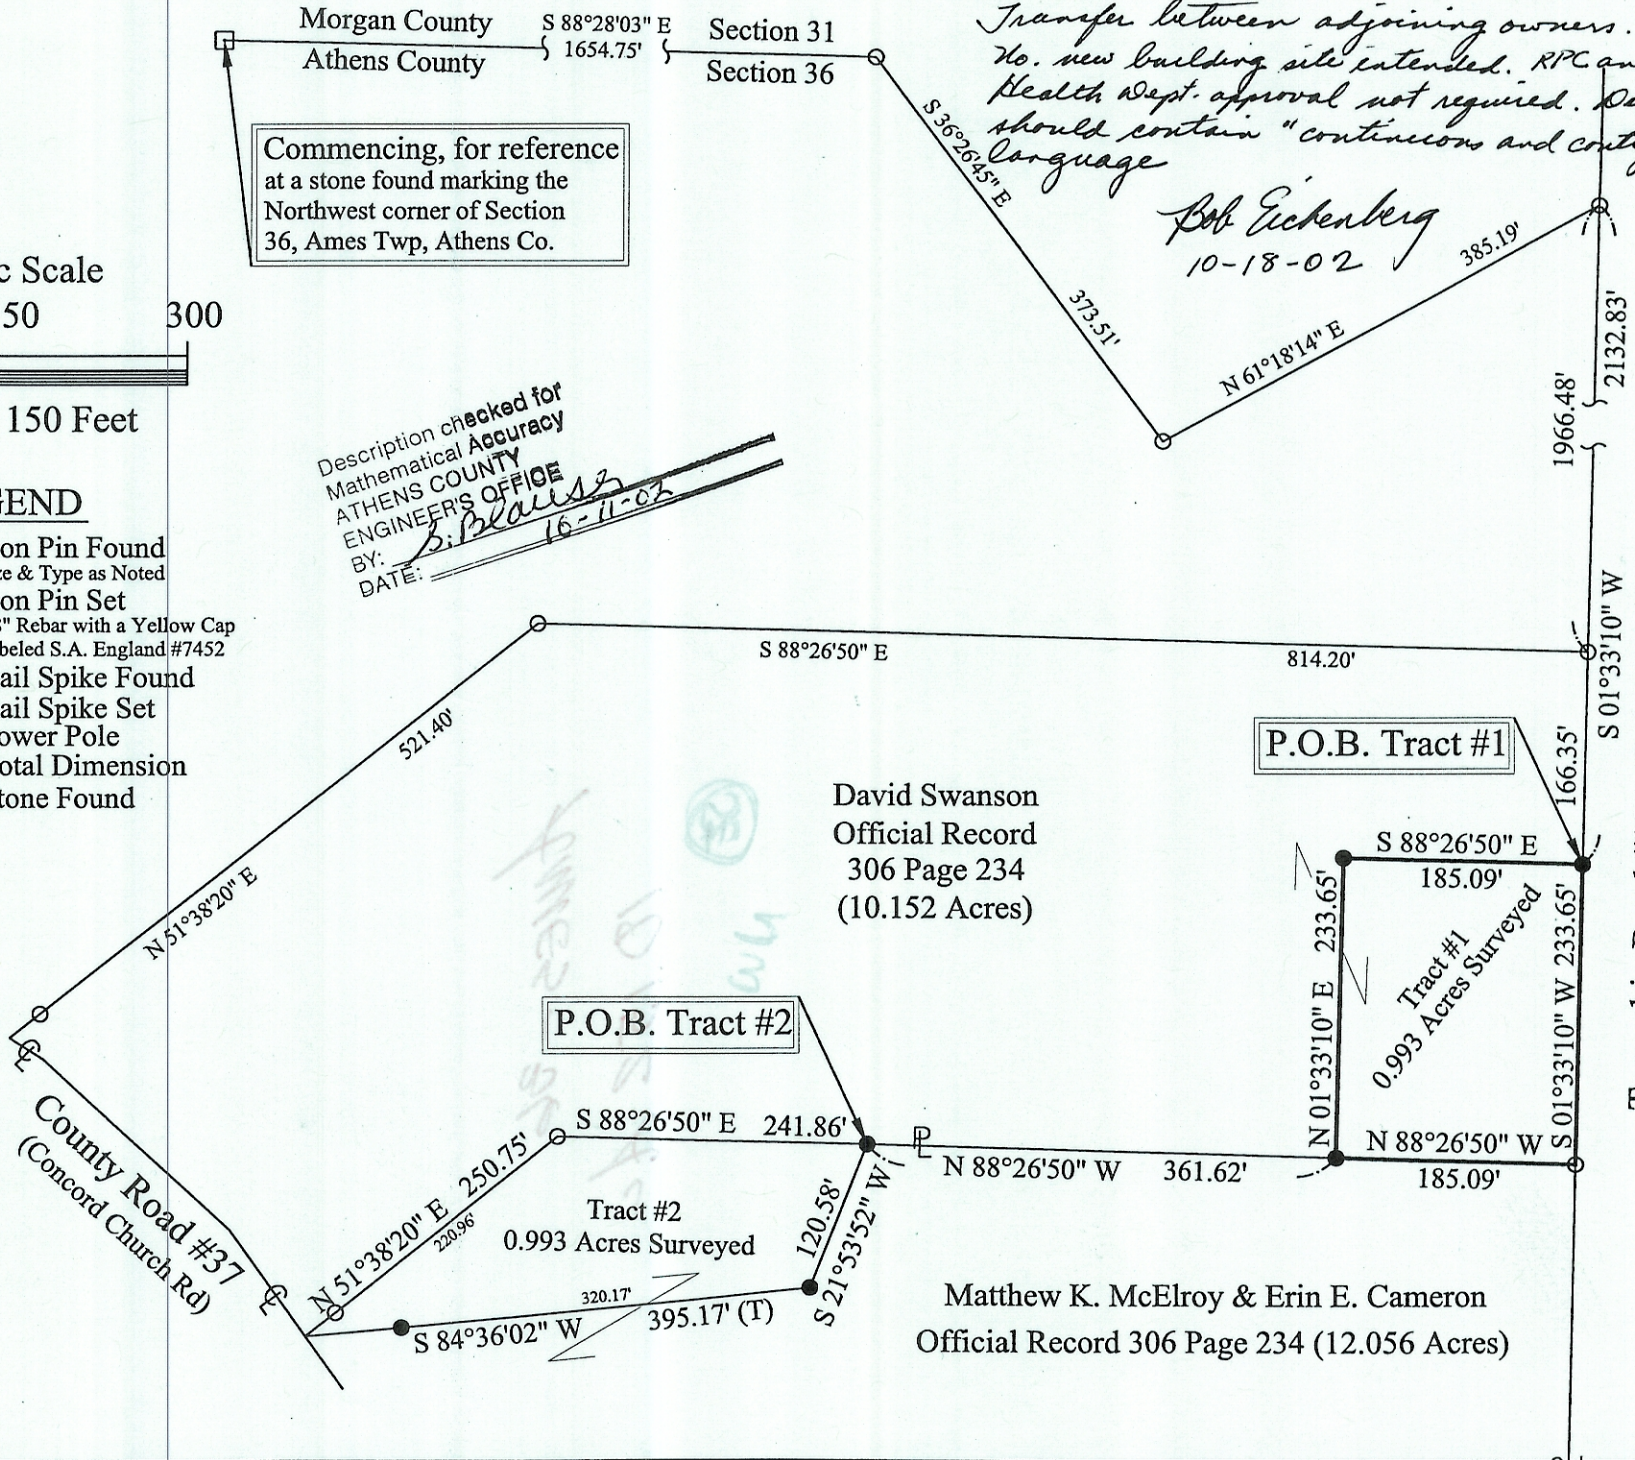 Morgan County
Athens County
S 88°28'03" E
1654.75'
Section 31
Section 36
Transfer between adjoining owners.
No. new building site intended. RPC an
Health Dept. approval not required. De
should contain "continuous and conti
language
Bob Eichenberg
10-18-02
Commencing, for reference
at a stone found marking the
Northwest corner of Section
36, Ames Twp, Athens Co.
S 36°26'45" E
373.51'
N 61°18'14" E
385.19'
2132.83'
1966.48'
S 01°33'10" W
c Scale
50 300
150 Feet
Description checked for
Mathematical Accuracy
ATHENS COUNTY
ENGINEER'S OFFICE
BY:
DATE: 10-11-02
GEND
on Pin Found
e & Type as Noted
on Pin Set
" Rebar with a Yellow Cap
beled S.A. England #7452
ail Spike Found
ail Spike Set
ower Pole
otal Dimension
tone Found
S 88°26'50" E
814.20'
521.40'
N 51°38'20" E
P.O.B. Tract #1
166.35'
David Swanson
Official Record
306 Page 234
(10.152 Acres)
S 88°26'50" E
185.09'
N 01°33'10" E 233.65'
Tract #1
0.993 Acres Surveyed
S 01°33'10" W 233.65'
N 88°26'50" W
185.09'
P.O.B. Tract #2
S 88°26'50" E 241.86'
N 88°26'50" W 361.62'
N 51°38'20" E 250.75'
220.96'
Tract #2
0.993 Acres Surveyed
120.58'
S 21°53'52" W
320.17'
S 84°36'02" W 395.17' (T)
County Road #37
(Concord Church Rd)
Matthew K. McElroy & Erin E. Cameron
Official Record 306 Page 234 (12.056 Acres)